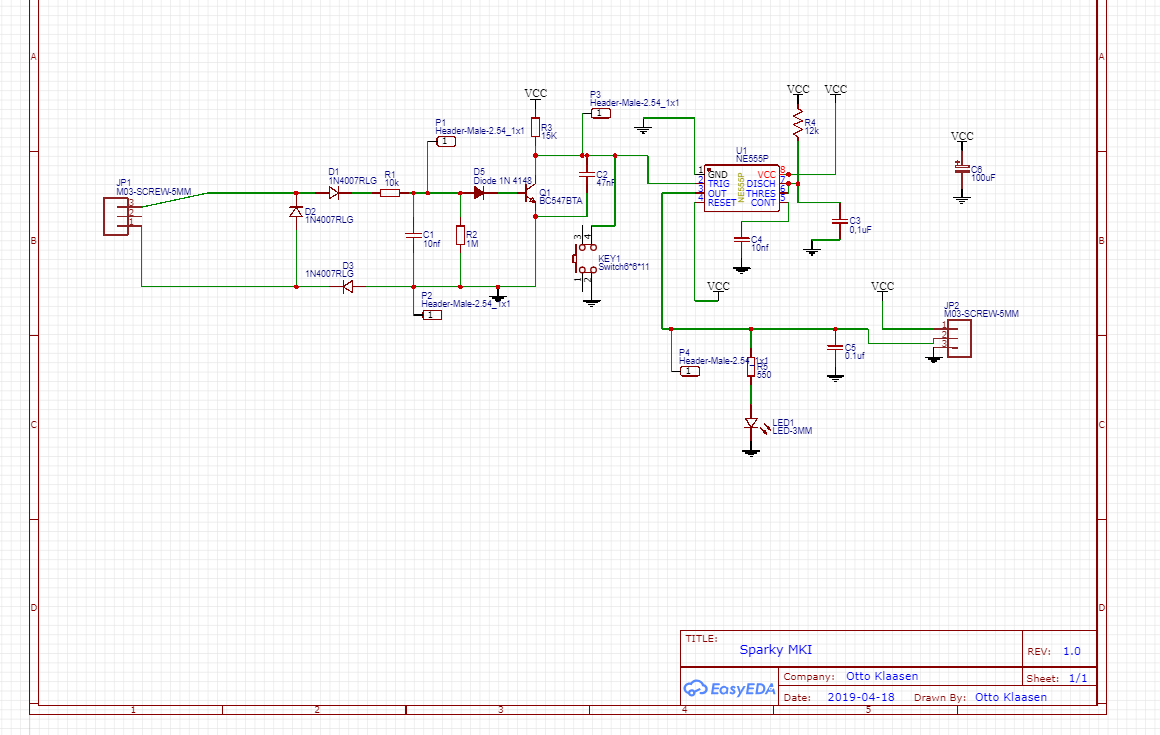 A
A
VCC
P3
Header-Male-2.54_1x1
1
VCC
VCC
P1
Header-Male-2.54_1x1
1
R3
15K
R4
12k
VCC
C6
100uF
U1
NE555P
JP1
M03-SCREW-5MM
3
2
1
D1
1N4007RLG
R1
10k
D5
Diode 1N 4148
Q1
BC547BTA
C2
47nF
1
GND
TRIG
OUT
4
RESET
NE555P
VCC
DISCH
THRES
CONT
D2
1N4007RLG
C1
10nf
R2
1M
C3
0,1uF
C4
10nf
B
B
3
4
KEY1
Switch6*6*11
1
2
D3
1N4007RLG
P2
Header-Male-2.54_1x1
1
VCC
VCC
JP2
M03-SCREW-5MM
1
2
3
P4
Header-Male-2.54_1x1
1
R5
550
C5
0.1uf
LED1
LED-3MM
C
C
D
D
TITLE:
Sparky MKI
REV: 1.0
EasyEDA
Company: Otto Klaasen
Sheet: 1/1
Date: 2019-04-18 Drawn By: Otto Klaasen
1 2 3 4 5